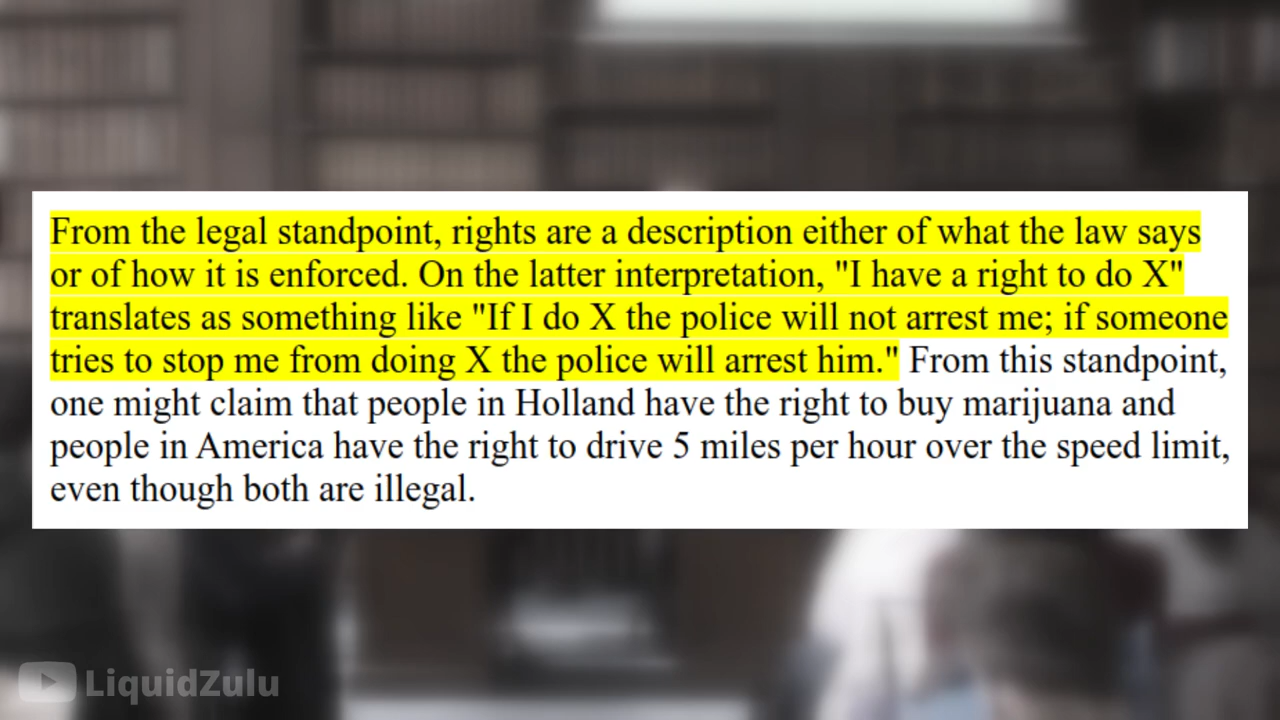 From the legal standpoint, rights are a description either of what the law says
or of how it is enforced. On the latter interpretation, "I have a right to do X"
translates as something like "If I do X the police will not arrest me; if someone
tries to stop me from doing X the police will arrest him." From this standpoint,
one might claim that people in Holland have the right to buy marijuana and
people in America have the right to drive 5 miles per hour over the speed limit,
even though both are illegal.
LiquidZulu